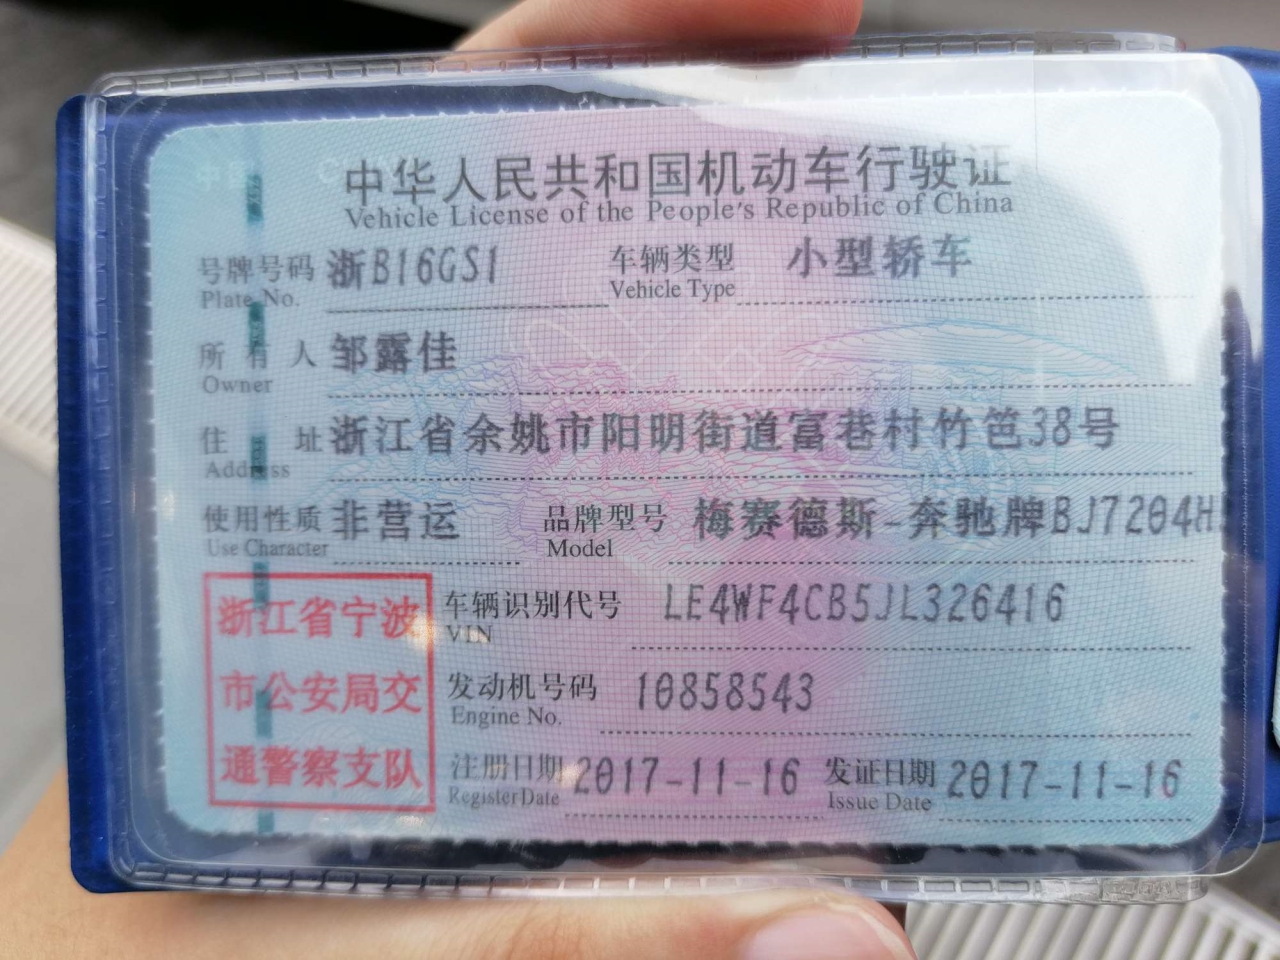 中华人民共和国机动车行驶证
Vehicle License of the People's Republic of China
号牌号码 浙B16GS1 车辆类型 小型轿车
Plate No. Vehicle Type
所有人 邹露佳
Owner
住址 浙江省余姚市阳明街道富巷村竹笆38号
Address
使用性质 非营运 品牌型号 梅赛德斯-奔驰牌BJ7204H
Use Character Model
浙江省宁波
市公安局交
通警察支队
车辆识别代号 LE4WF4CB5JL326416
VIN
发动机号码 10858543
Engine No.
注册日期 2017-11-16 发证日期 2017-11-16
Register Date Issue Date